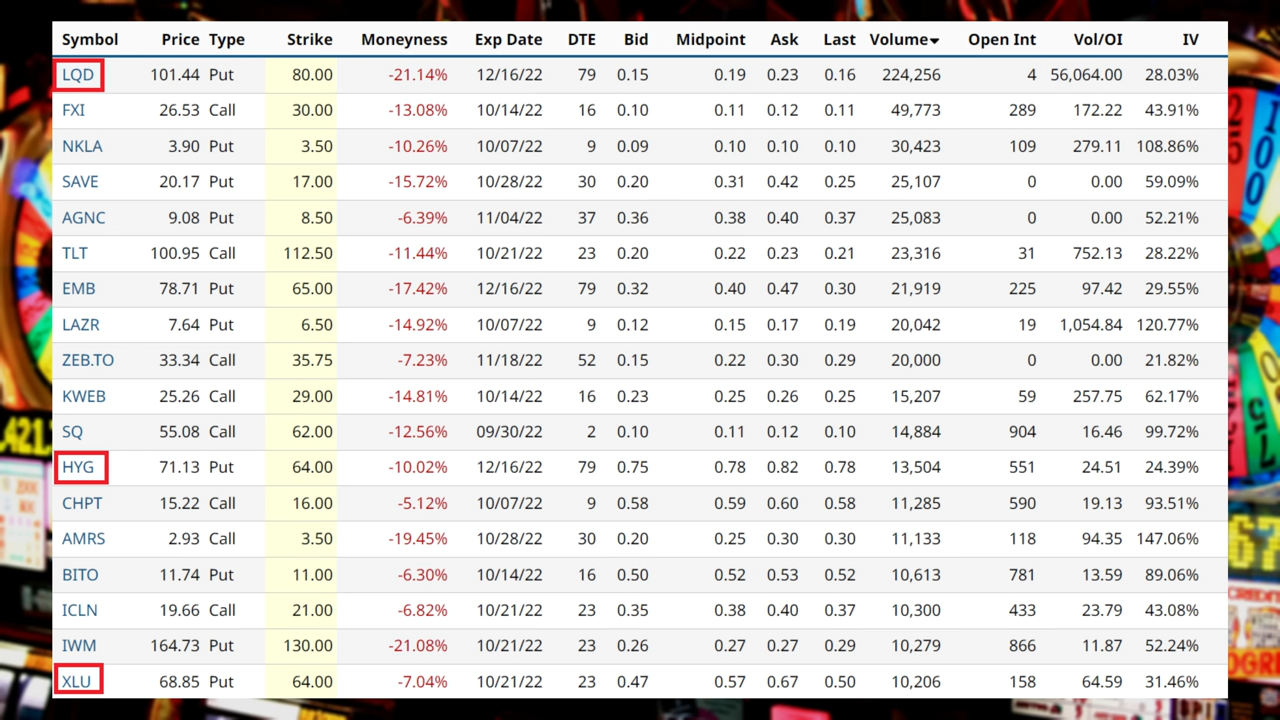 Symbol Price Type Strike Moneyness Exp Date DTE Bid Midpoint Ask Last Volume Open Int Vol/OI IV
LQD 101.44 Put 80.00 -21.14% 12/16/22 79 0.15 0.19 0.23 0.16 224,256 4 56,064.00 28.03%
FXI 26.53 Call 30.00 -13.08% 10/14/22 16 0.10 0.11 0.12 0.11 49,773 289 172.22 43.91%
NKLA 3.90 Put 3.50 -10.26% 10/07/22 9 0.09 0.10 0.10 0.10 30,423 109 279.11 108.86%
SAVE 20.17 Put 17.00 -15.72% 10/28/22 30 0.20 0.31 0.42 0.25 25,107 0 0.00 59.09%
AGNC 9.08 Put 8.50 -6.39% 11/04/22 37 0.36 0.38 0.40 0.37 25,083 0 0.00 52.21%
TLT 100.95 Call 112.50 -11.44% 10/21/22 23 0.20 0.22 0.23 0.21 23,316 31 752.13 28.22%
EMB 78.71 Put 65.00 -17.42% 12/16/22 79 0.32 0.40 0.47 0.30 21,919 225 97.42 29.55%
LAZR 7.64 Put 6.50 -14.92% 10/07/22 9 0.12 0.15 0.17 0.19 20,042 19 1,054.84 120.77%
ZEB.TO 33.34 Call 35.75 -7.23% 11/18/22 52 0.15 0.22 0.30 0.29 20,000 0 0.00 21.82%
KWEB 25.26 Call 29.00 -14.81% 10/14/22 16 0.23 0.25 0.26 0.25 15,207 59 257.75 62.17%
SQ 55.08 Call 62.00 -12.56% 09/30/22 2 0.10 0.11 0.12 0.10 14,884 904 16.46 99.72%
HYG 71.13 Put 64.00 -10.02% 12/16/22 79 0.75 0.78 0.82 0.78 13,504 551 24.51 24.39%
CHPT 15.22 Call 16.00 -5.12% 10/07/22 9 0.58 0.59 0.60 0.58 11,285 590 19.13 93.51%
AMRS 2.93 Call 3.50 -19.45% 10/28/22 30 0.20 0.25 0.30 0.30 11,133 118 94.35 147.06%
BITO 11.74 Put 11.00 -6.30% 10/14/22 16 0.50 0.52 0.53 0.52 10,613 781 13.59 89.06%
ICLN 19.66 Call 21.00 -6.82% 10/21/22 23 0.35 0.38 0.40 0.37 10,300 433 23.79 43.08%
IWM 164.73 Put 130.00 -21.08% 10/21/22 23 0.26 0.27 0.27 0.29 10,279 866 11.87 52.24%
XLU 68.85 Put 64.00 -7.04% 10/21/22 23 0.47 0.57 0.67 0.50 10,206 158 64.59 31.46%